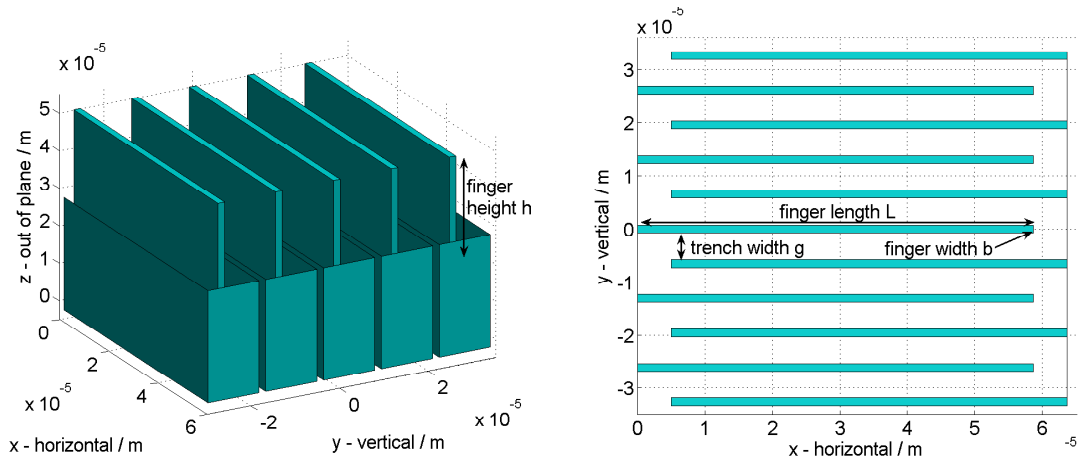 x 10
-5
5
4
3
2
1
0
z - out of plane / m
finger
height h
0
2
4
6
x 10
-5
x - horizontal / m
-2
0
2
x 10
-5
y - vertical / m
x 10
-5
3
2
1
0
-1
-2
-3
y - vertical / m
finger length L
trench width g
finger width b
0
1
2
3
4
5
6
x 10
-5
x - horizontal / m